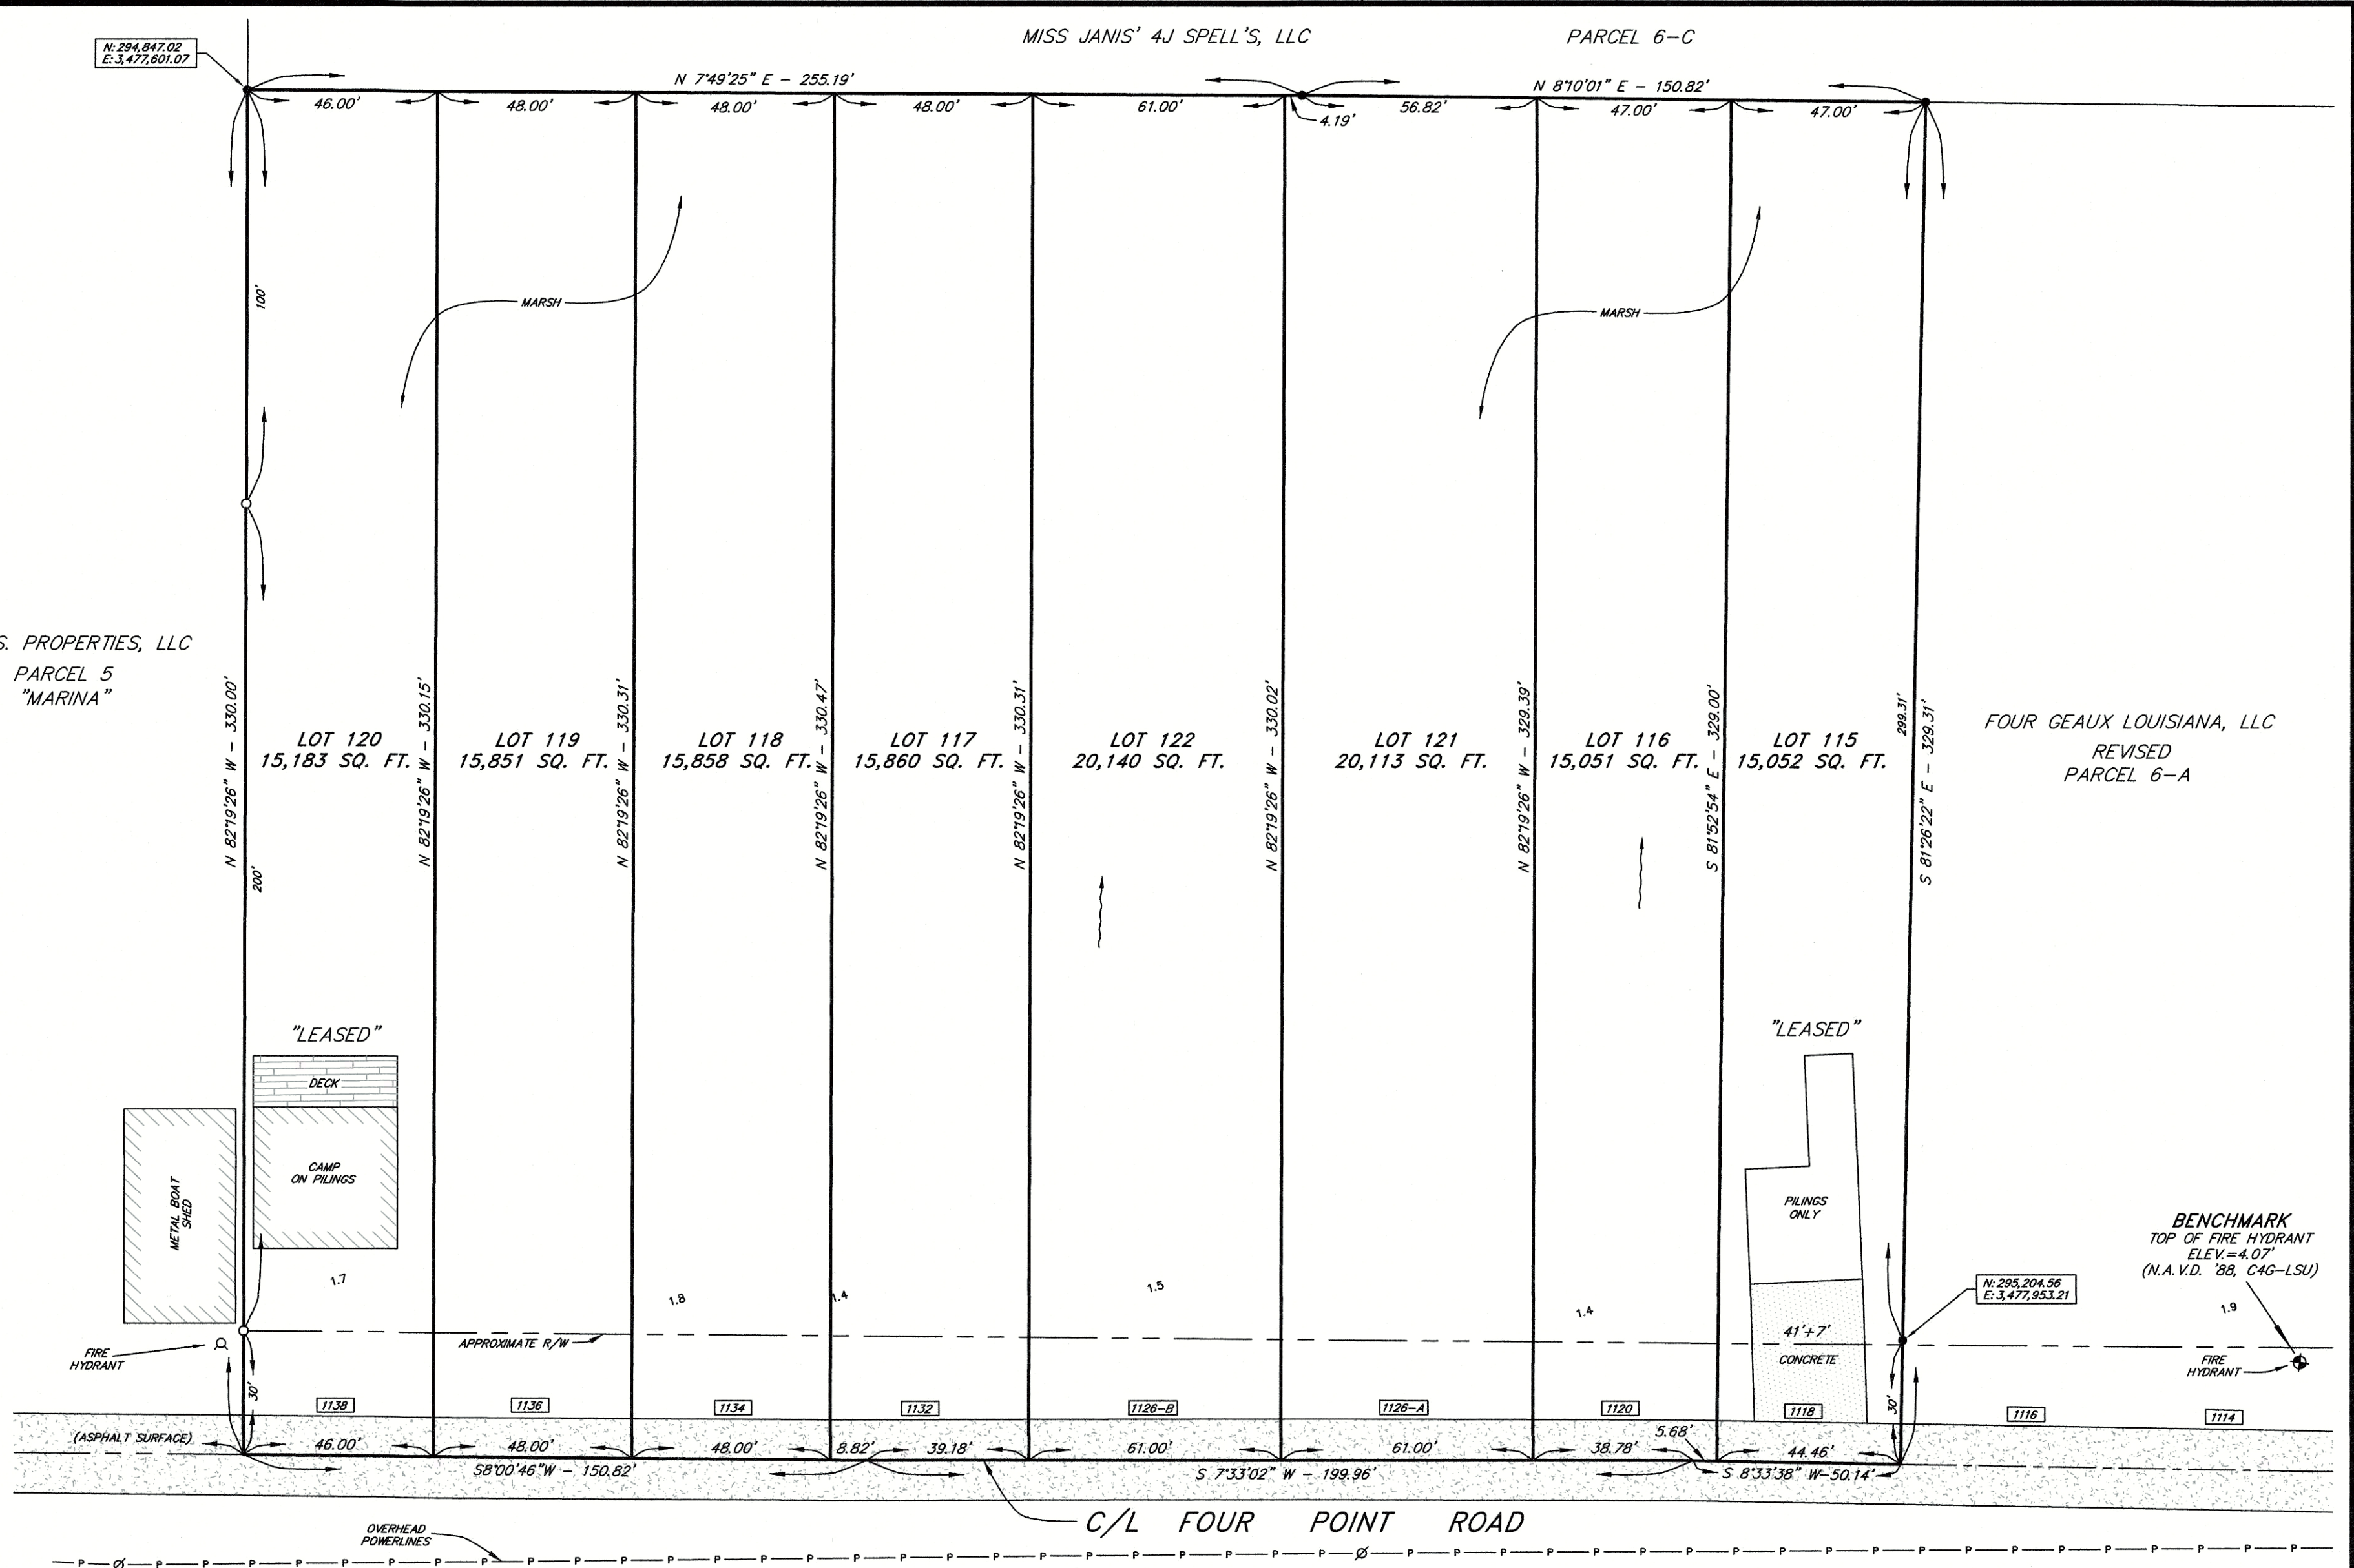 MISS JANIS' 4J SPELL'S, LLC
PARCEL 6-C
N: 294,847.02
E: 3,477,601.07
N 7°49'25" E - 255.19'
N 8°10'01" E - 150.82'
46.00'
48.00'
48.00'
48.00'
61.00'
4.19'
56.82'
47.00'
47.00'
100'
MARSH
MARSH
S. PROPERTIES, LLC
PARCEL 5
"MARINA"
N 82°19'26" W - 330.00'
N 82°19'26" W - 330.15'
N 82°19'26" W - 330.31'
N 82°19'26" W - 330.47'
N 82°19'26" W - 330.31'
N 82°19'26" W - 330.02'
N 82°19'26" W - 329.39'
S 81°52'54" E - 329.00'
299.31'
S 81°26'22" E - 329.31'
LOT 120
15,183 SQ. FT.
LOT 119
15,851 SQ. FT.
LOT 118
15,858 SQ. FT.
LOT 117
15,860 SQ. FT.
LOT 122
20,140 SQ. FT.
LOT 121
20,113 SQ. FT.
LOT 116
15,051 SQ. FT.
LOT 115
15,052 SQ. FT.
FOUR GEAUX LOUISIANA, LLC
REVISED
PARCEL 6-A
200'
"LEASED"
"LEASED"
DECK
CAMP
ON PILINGS
METAL BOAT
SHED
PILINGS
ONLY
BENCHMARK
TOP OF FIRE HYDRANT
ELEV.=4.07'
(N.A.V.D. '88, C4G-LSU)
N: 295,204.56
E: 3,477,953.21
1.7
1.8
1.4
1.5
1.4
1.9
41'±7'
CONCRETE
APPROXIMATE R/W
FIRE
HYDRANT
FIRE
HYDRANT
30'
30'
1138
1136
1134
1132
1126-B
1126-A
1120
1118
1116
1114
(ASPHALT SURFACE)
46.00'
48.00'
48.00'
8.82'
39.18'
61.00'
61.00'
38.78'
5.68'
44.46'
S8°00'46"W - 150.82'
S 7°33'02" W - 199.96'
S 8°33'38" W-50.14'
C/L FOUR POINT ROAD
OVERHEAD
POWERLINES
P P P P P P P P P P P P P P P P P P P P P P P P P P P P P P P P P P P P P P P P P P P P P P P P